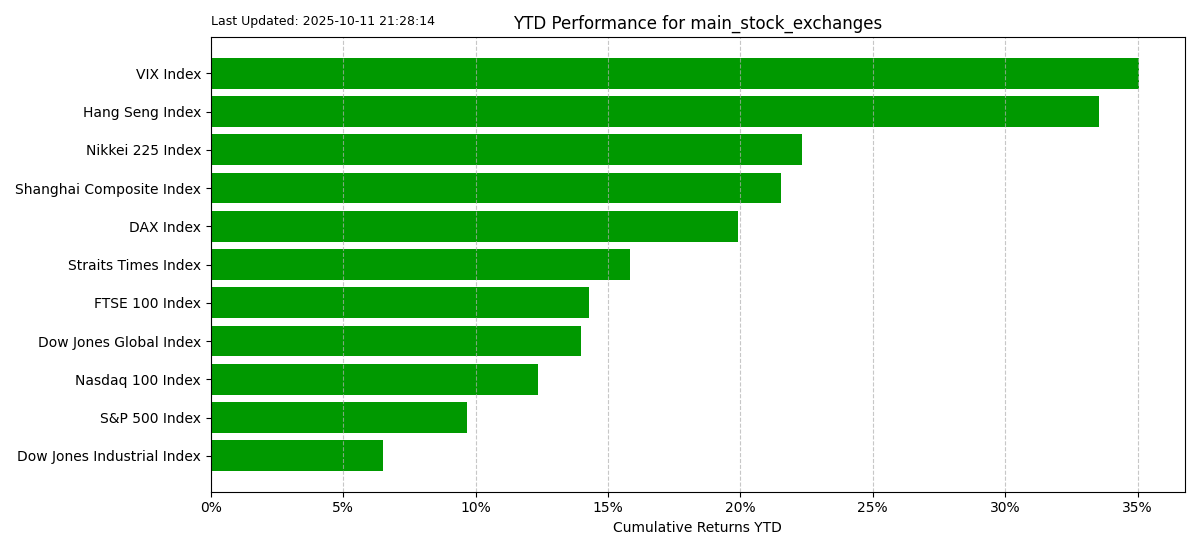 Last Updated: 2025-10-11 21:28:14
YTD Performance for main_stock_exchanges
VIX Index
Hang Seng Index
Nikkei 225 Index
Shanghai Composite Index
DAX Index
Straits Times Index
FTSE 100 Index
Dow Jones Global Index
Nasdaq 100 Index
S&P 500 Index
Dow Jones Industrial Index
0% 5% 10% 15% 20% 25% 30% 35%
Cumulative Returns YTD